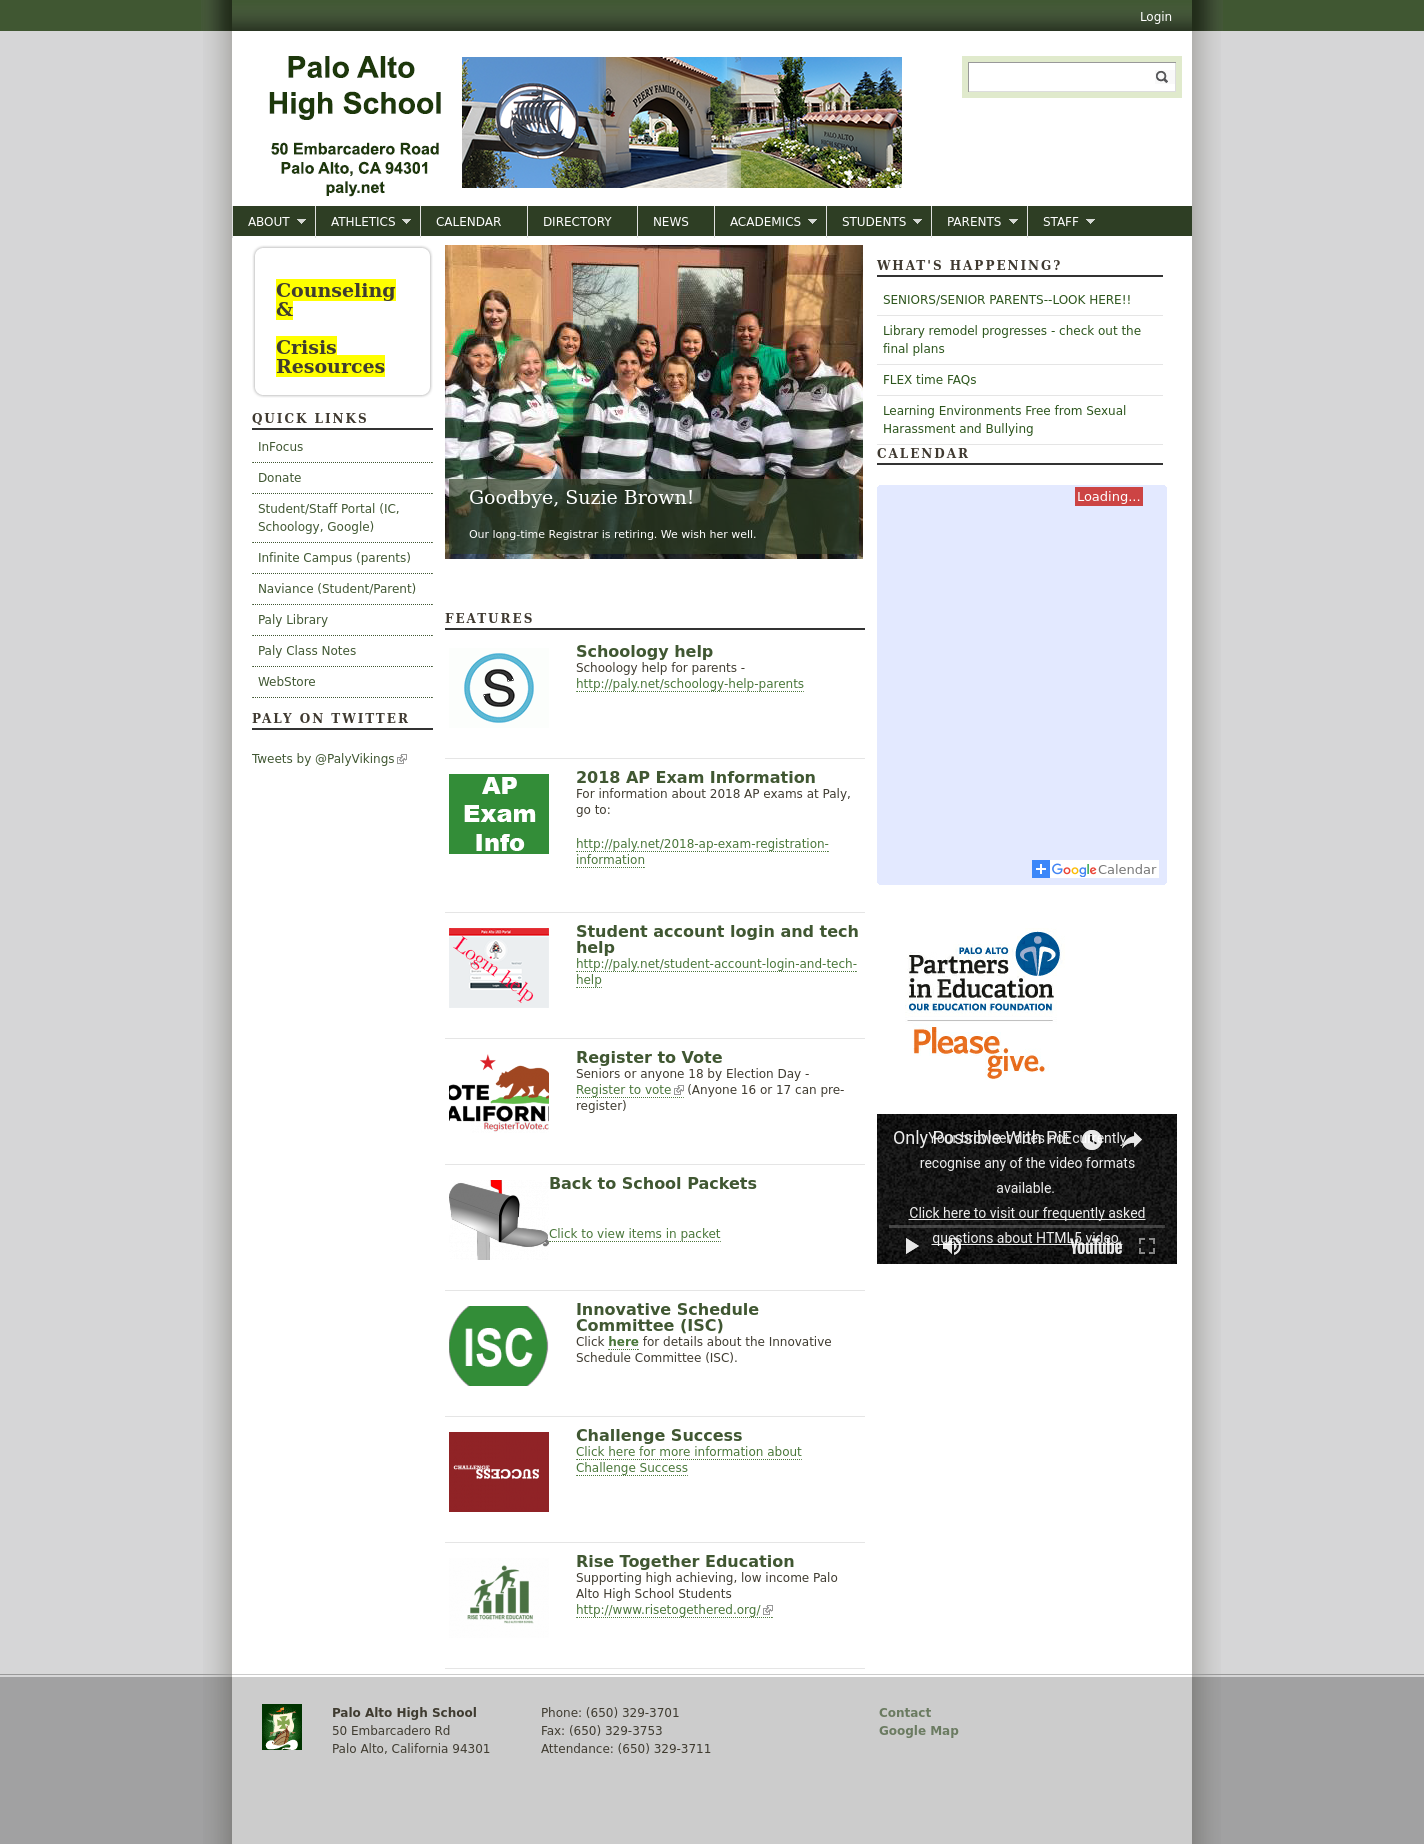 Login
Palo Alto
High School
50 Embarcadero Road
Palo Alto, CA 94301
paly.net
PEERY FAMILY CENTER
PALO ALTO
HIGH SCHOOL
ABOUT
ATHLETICS
CALENDAR
DIRECTORY
NEWS
ACADEMICS
STUDENTS
PARENTS
STAFF
Counseling
&
Crisis
Resources
QUICK LINKS
InFocus
Donate
Student/Staff Portal (IC,
Schoology, Google)
Infinite Campus (parents)
Naviance (Student/Parent)
Paly Library
Paly Class Notes
WebStore
PALY ON TWITTER
Tweets by @PalyVikings
Goodbye, Suzie Brown!
Our long-time Registrar is retiring. We wish her well.
FEATURES
S
Schoology help
Schoology help for parents -
http://paly.net/schoology-help-parents
AP
Exam
Info
2018 AP Exam Information
For information about 2018 AP exams at Paly,
go to:
http://paly.net/2018-ap-exam-registration-
information
Login help
Student account login and tech
help
http://paly.net/student-account-login-and-tech-
help
OTE
ALIFORNI
RegisterToVote.c
Register to Vote
Seniors or anyone 18 by Election Day -
Register to vote (Anyone 16 or 17 can pre-
register)
Back to School Packets
Click to view items in packet
ISC
Innovative Schedule
Committee (ISC)
Click here for details about the Innovative
Schedule Committee (ISC).
CHALLENGE
SUCCESS
Challenge Success
Click here for more information about
Challenge Success
RISE TOGETHER EDUCATION
Rise Together Education
Supporting high achieving, low income Palo
Alto High School Students
http://www.risetogethered.org/
WHAT'S HAPPENING?
SENIORS/SENIOR PARENTS--LOOK HERE!!
Library remodel progresses - check out the
final plans
FLEX time FAQs
Learning Environments Free from Sexual
Harassment and Bullying
CALENDAR
Loading...
Google Calendar
PALO ALTO
Partners
in Education
OUR EDUCATION FOUNDATION
Please
give.
Only Possible With PiE
Your browser does not currently
recognise any of the video formats
available.
Click here to visit our frequently asked
questions about HTML5 video.
YouTube
Palo Alto High School
50 Embarcadero Rd
Palo Alto, California 94301
Phone: (650) 329-3701
Fax: (650) 329-3753
Attendance: (650) 329-3711
Contact
Google Map